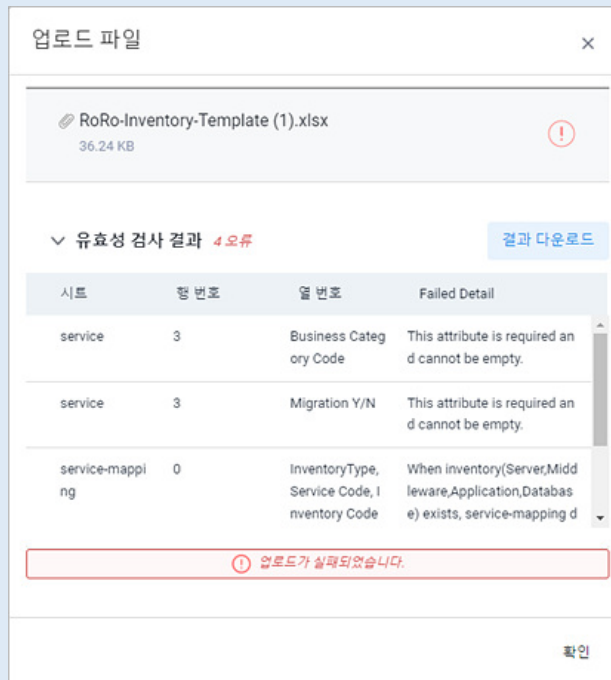 업로드 파일
RoRo-Inventory-Template (1).xlsx
36.24 KB
유효성 검사 결과 4 오류
결과 다운로드
시트 행 번호 열 번호 Failed Detail
service 3 Business Categ This attribute is required an
ory Code d cannot be empty.
service 3 Migration Y/N This attribute is required an
d cannot be empty.
service-mappi 0 InventoryType, When inventory(Server,Midd
ng Service Code, I leware,Application,Databas
nventory Code e) exists, service-mapping d
업로드가 실패되었습니다.
확인